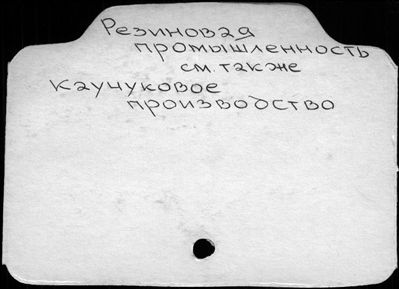 Резиновая
промышленность
см. также
каучуковое
производство